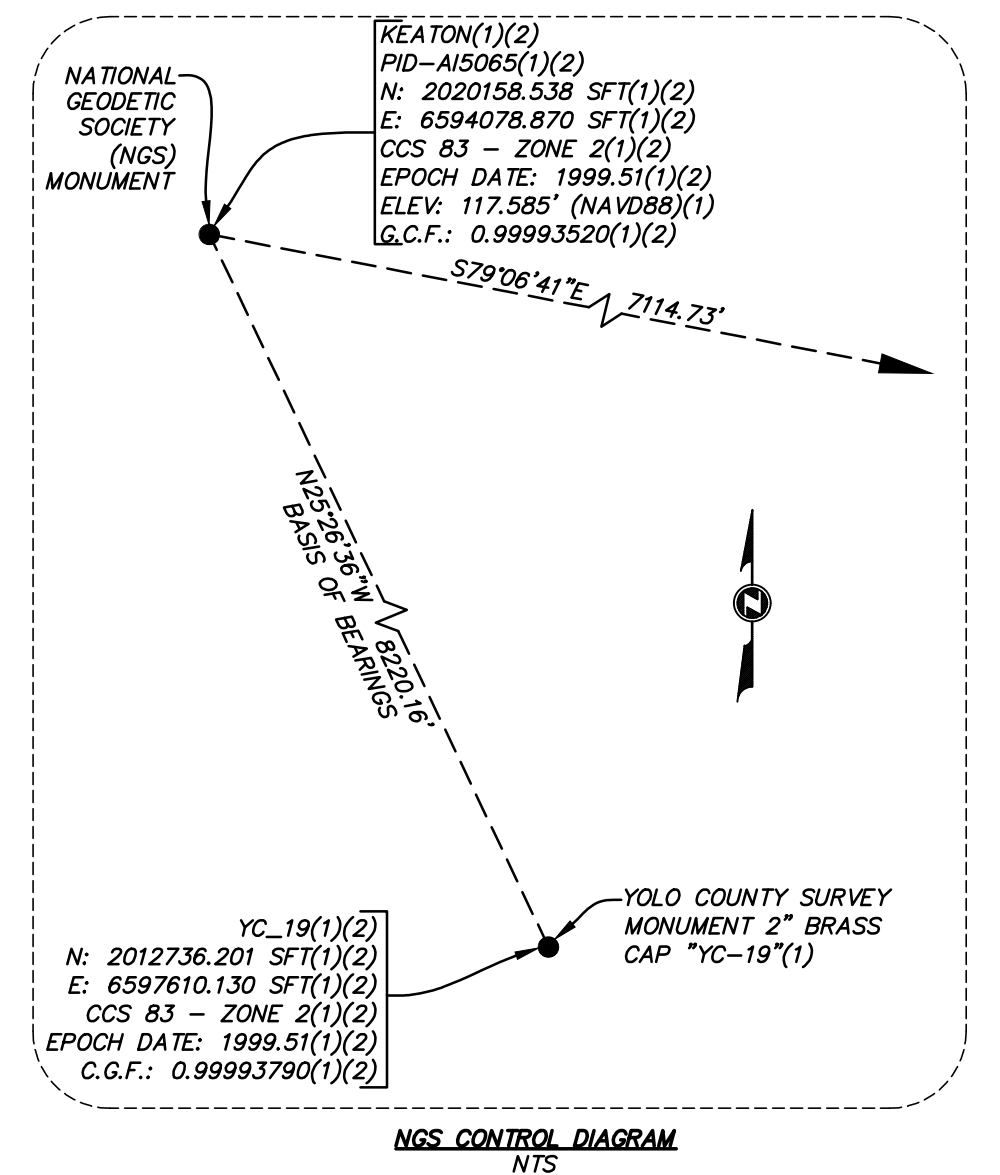 NATIONAL
GEODETIC
SOCIETY
(NGS)
MONUMENT
KEATON(1)(2)
PID-AI5065(1)(2)
N: 2020158.538 SFT(1)(2)
E: 6594078.870 SFT(1)(2)
CCS 83 - ZONE 2(1)(2)
EPOCH DATE: 1999.51(1)(2)
ELEV: 117.585' (NAVD88)(1)
G.C.F.: 0.99993520(1)(2)
S79°06'41"E 7114.73'
N25°26'36"W 8220.16'
BASIS OF BEARINGS
YOLO COUNTY SURVEY
MONUMENT 2" BRASS
CAP "YC-19"(1)
YC_19(1)(2)
N: 2012736.201 SFT(1)(2)
E: 6597610.130 SFT(1)(2)
CCS 83 - ZONE 2(1)(2)
EPOCH DATE: 1999.51(1)(2)
C.G.F.: 0.99993790(1)(2)
NGS CONTROL DIAGRAM
NTS